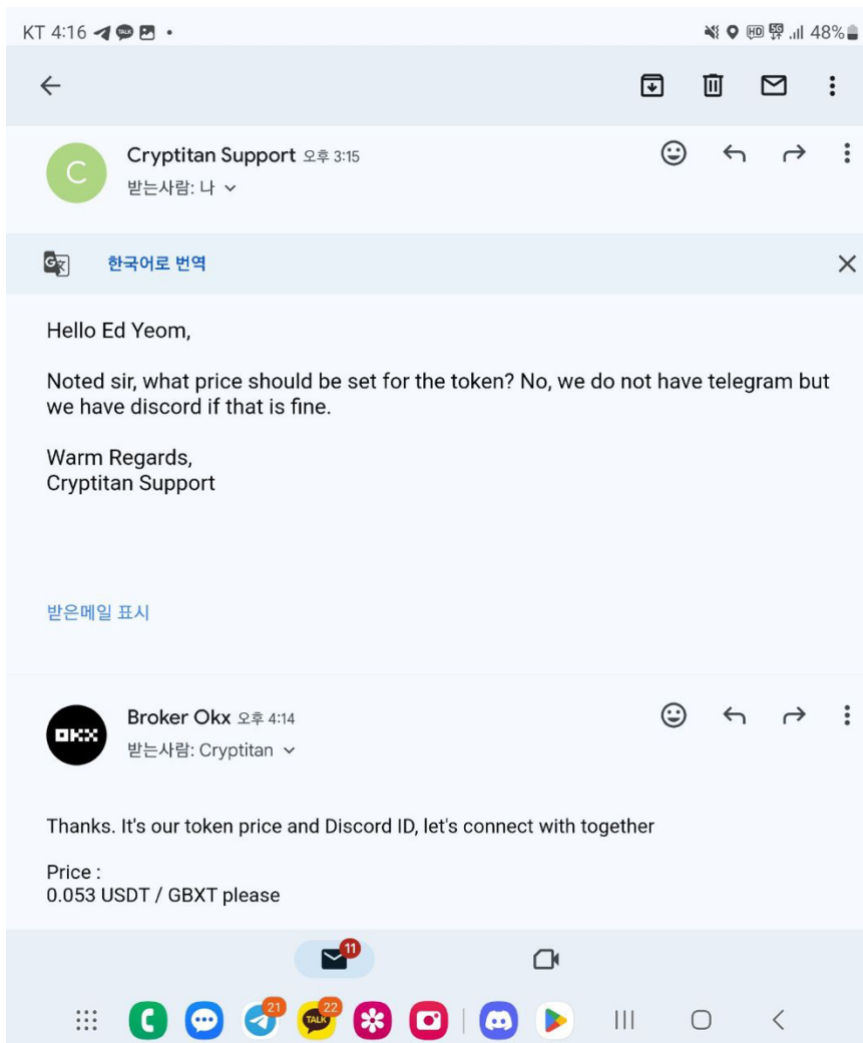 KT 4:16
HD 5G 48%
C
Cryptitan Support 오후 3:15
받는사람: 나
한국어로 번역
Hello Ed Yeom,
Noted sir, what price should be set for the token? No, we do not have telegram but
we have discord if that is fine.
Warm Regards,
Cryptitan Support
받은메일 표시
OKX
Broker Okx 오후 4:14
받는사람: Cryptitan
Thanks. It's our token price and Discord ID, let's connect with together
Price :
0.053 USDT / GBXT please
11
21
TALK 22